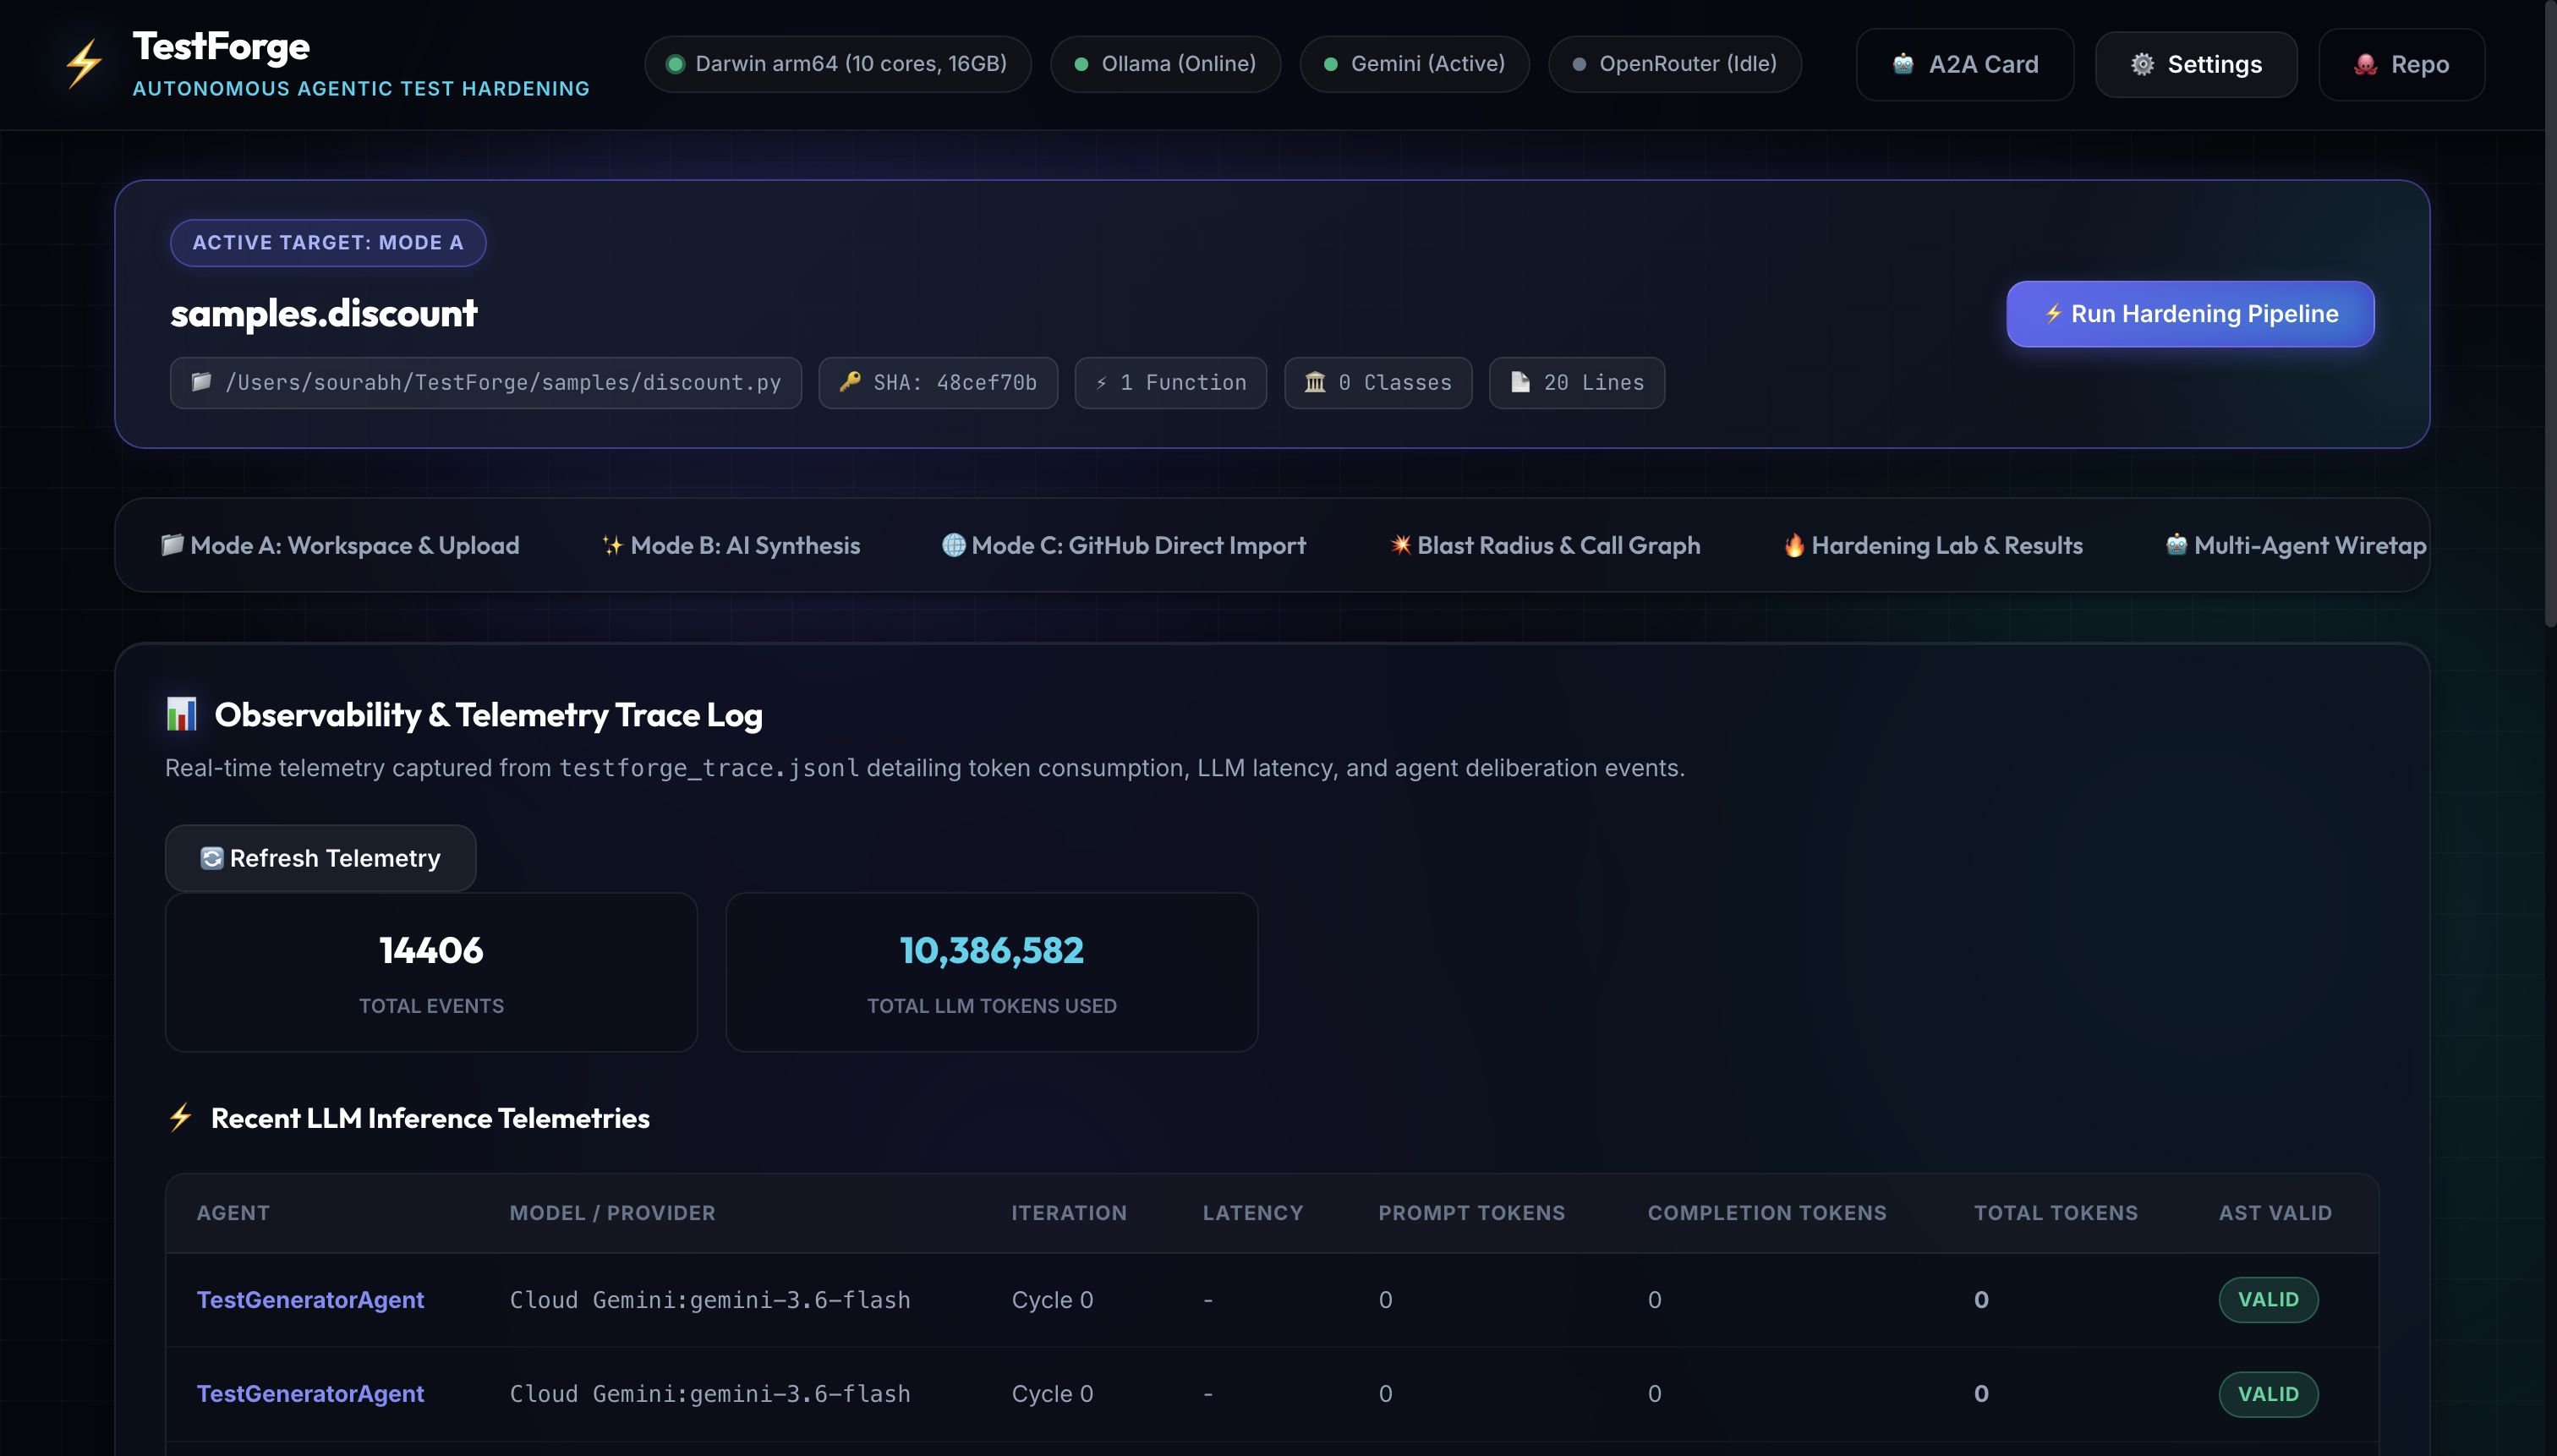 TestForge
AUTONOMOUS AGENTIC TEST HARDENING
Darwin arm64 (10 cores, 16GB)
Ollama (Online)
Gemini (Active)
OpenRouter (Idle)
A2A Card
Settings
Repo
ACTIVE TARGET: MODE A
samples.discount
/Users/sourabh/TestForge/samples/discount.py
SHA: 48cef70b
1 Function
0 Classes
20 Lines
Run Hardening Pipeline
Mode A: Workspace & Upload
Mode B: AI Synthesis
Mode C: GitHub Direct Import
Blast Radius & Call Graph
Hardening Lab & Results
Multi-Agent Wiretap
Observability & Telemetry Trace Log
Real-time telemetry captured from testforge_trace.jsonl detailing token consumption, LLM latency, and agent deliberation events.
Refresh Telemetry
14406
TOTAL EVENTS
10,386,582
TOTAL LLM TOKENS USED
Recent LLM Inference Telemetries
AGENT MODEL / PROVIDER ITERATION LATENCY PROMPT TOKENS COMPLETION TOKENS TOTAL TOKENS AST VALID
TestGeneratorAgent Cloud Gemini:gemini-3.6-flash Cycle 0 - 0 0 0 VALID
TestGeneratorAgent Cloud Gemini:gemini-3.6-flash Cycle 0 - 0 0 0 VALID